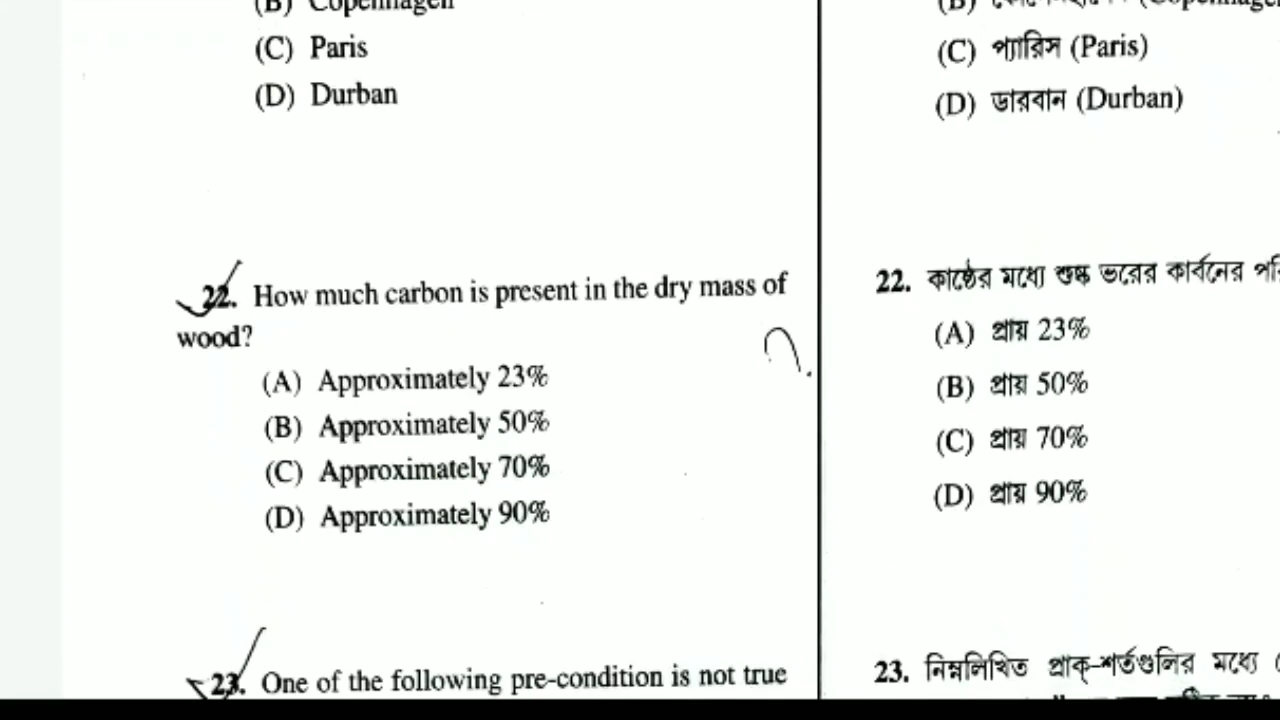 (B) Copenhagen
(C) Paris
(D) Durban
22. How much carbon is present in the dry mass of
wood?
(A) Approximately 23%
(B) Approximately 50%
(C) Approximately 70%
(D) Approximately 90%
23. One of the following pre-condition is not true
(C) প্যারিস (Paris)
(D) ডারবান (Durban)
22. কাষ্ঠের মধ্যে শুষ্ক ভরের কার্বনের
(A) প্রায় 23%
(B) প্রায় 50%
(C) প্রায় 70%
(D) প্রায় 90%
23. নিম্নলিখিত প্রাক্-শর্তগুলির মধ্যে